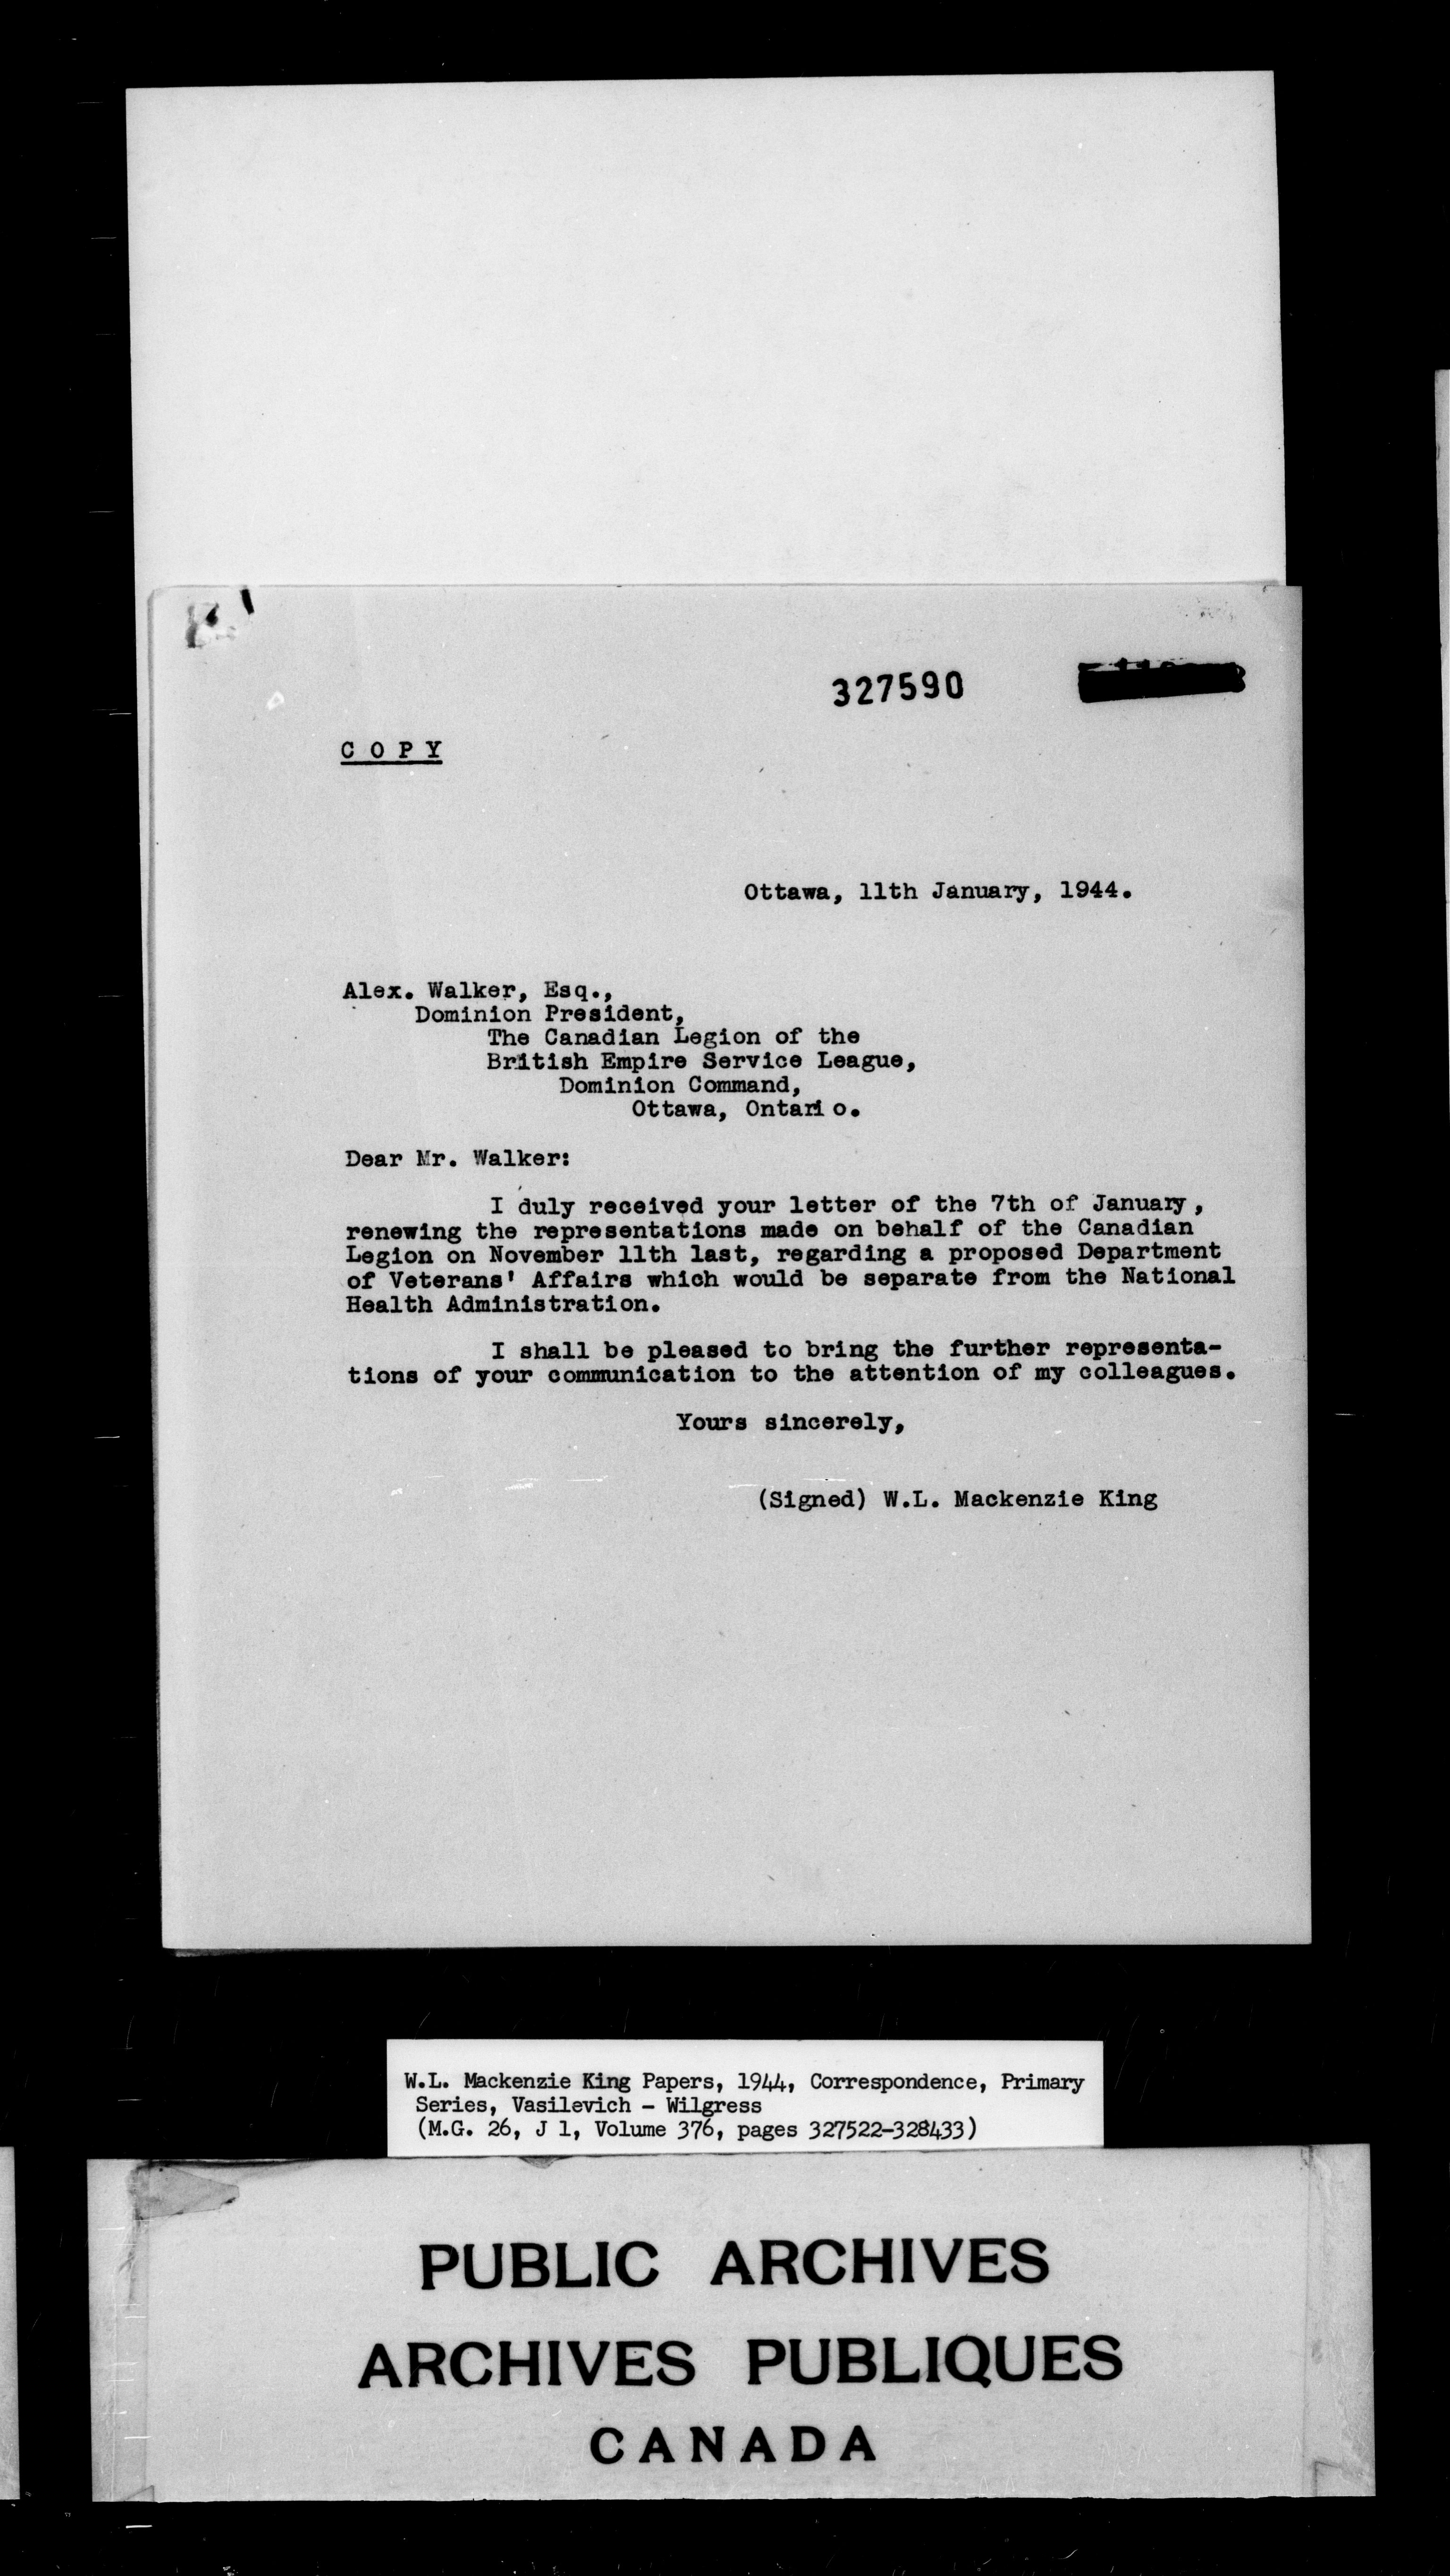 327590
C O P Y
Ottawa, 11th January, 1944.
Alex. Walker, Esq.,
Dominion President,
The Canadian Legion of the
British Empire Service League,
Dominion Command,
Ottawa, Ontario.
Dear Mr. Walker:
I duly received your letter of the 7th of January,
renewing the representations made on behalf of the Canadian
Legion on November 11th last, regarding a proposed Department
of Veterans' Affairs which would be separate from the National
Health Administration.
I shall be pleased to bring the further representa-
tions of your communication to the attention of my colleagues.
Yours sincerely,
(Signed) W.L. Mackenzie King
W.L. Mackenzie King Papers, 1944, Correspondence, Primary
Series, Vasilevich - Wilgress
(M.G. 26, J 1, Volume 376, pages 327522-328433)
PUBLIC ARCHIVES
ARCHIVES PUBLIQUES
CANADA